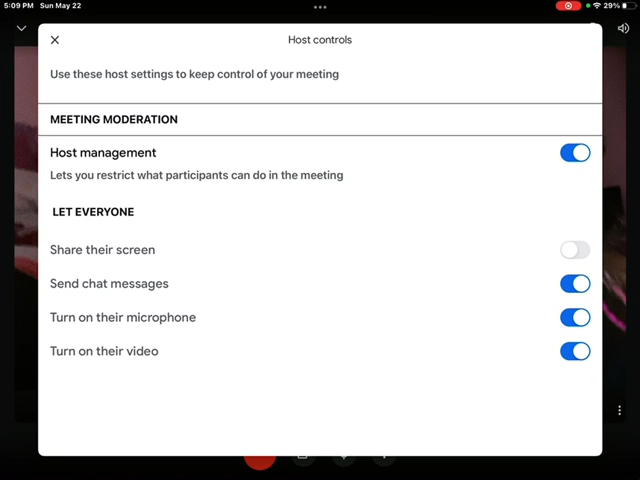 5:09 PM Sun May 22
29%
Host controls
Use these host settings to keep control of your meeting
MEETING MODERATION
Host management
Lets you restrict what participants can do in the meeting
LET EVERYONE
Share their screen
Send chat messages
Turn on their microphone
Turn on their video